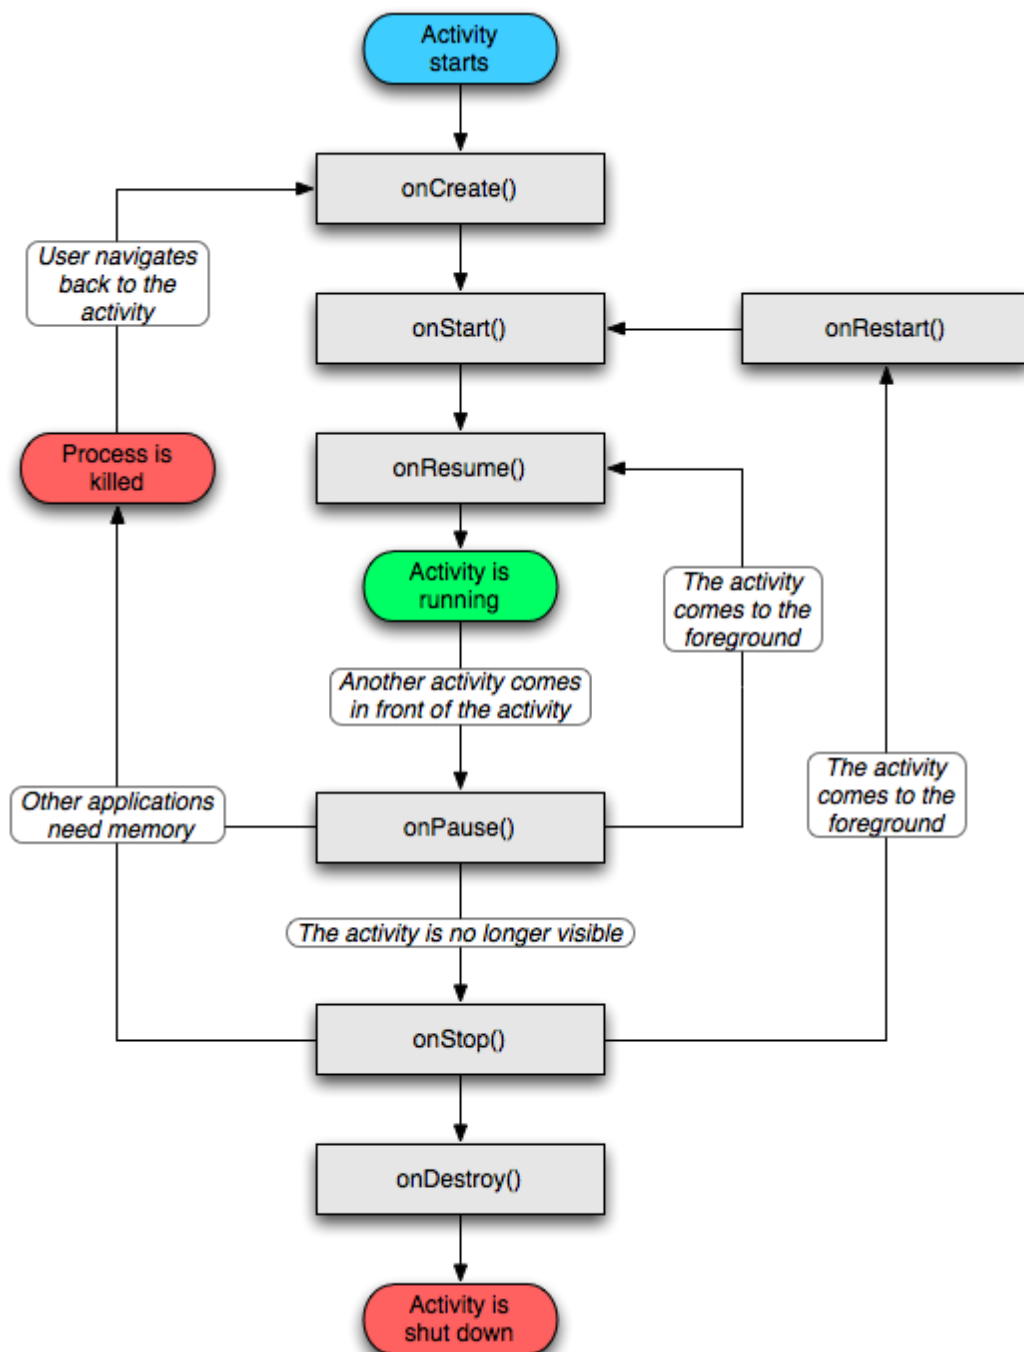 Activity
starts
onCreate()
User navigates
back to the
activity
onStart()
onRestart()
Process is
killed
onResume()
Activity is
running
The activity
comes to the
foreground
Another activity comes
in front of the activity
Other applications
need memory
onPause()
The activity
comes to the
foreground
The activity is no longer visible
onStop()
onDestroy()
Activity is
shut down